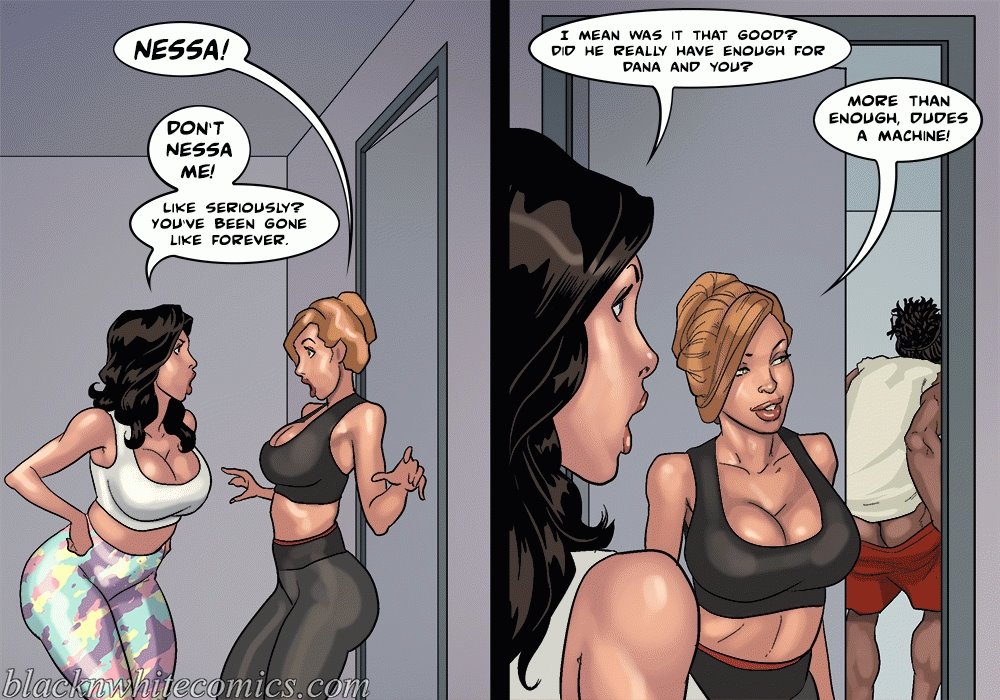 NESSA!
DON'T
NESSA
ME!
LIKE SERIOUSLY?
YOU'VE BEEN GONE
LIKE FOREVER.
I MEAN WAS IT THAT GOOD?
DID HE REALLY HAVE ENOUGH FOR
DANA AND YOU?
MORE THAN
ENOUGH, DUDES
A MACHINE!
blacknwhitecomics.com